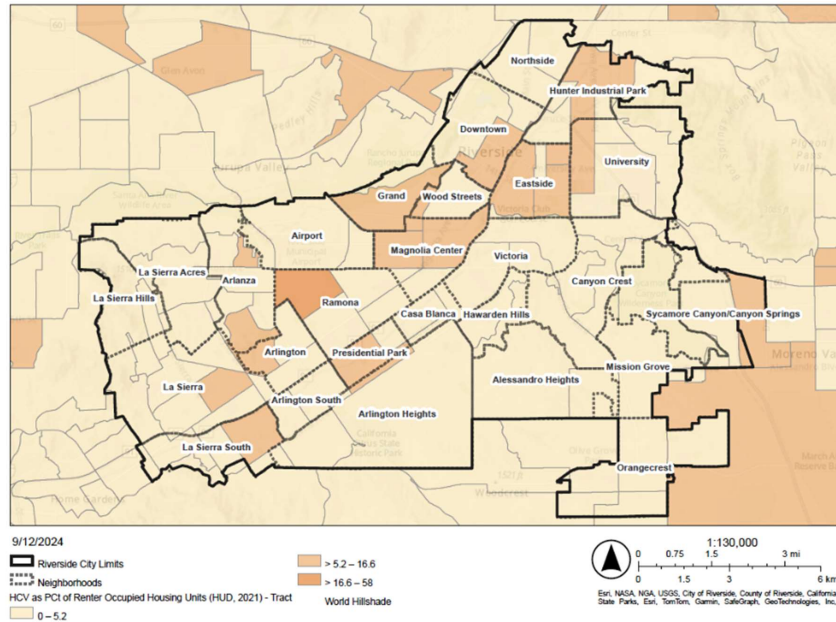 Northside
Hunter Industrial Park
Downtown
Riverside
University
Eastside
Grand
Wood Streets
Airport
Magnolia Center
Victoria
La Sierra Acres
Arlanza
Canyon Crest
La Sierra Hills
Ramona
Casa Blanca
Hawarden Hills
Sycamore Canyon/Canyon Springs
Arlington
Presidential Park
Mission Grove
La Sierra
Alessandro Heights
Arlington South
Arlington Heights
La Sierra South
Orangecrest
Woodcrest
Home Gardens
Glen Avon
9/12/2024
Riverside City Limits
Neighborhoods
HCV as PCt of Renter Occupied Housing Units (HUD, 2021) - Tract
0 – 5.2
> 5.2 – 16.6
> 16.6 – 58
World Hillshade
1:130,000
0 0.75 1.5 3 mi
0 1.5 3 6 km
Esri, NASA, NGA, USGS, City of Riverside, County of Riverside, California
State Parks, Esri, TomTom, Garmin, SafeGraph, GeoTechnologies, Inc,